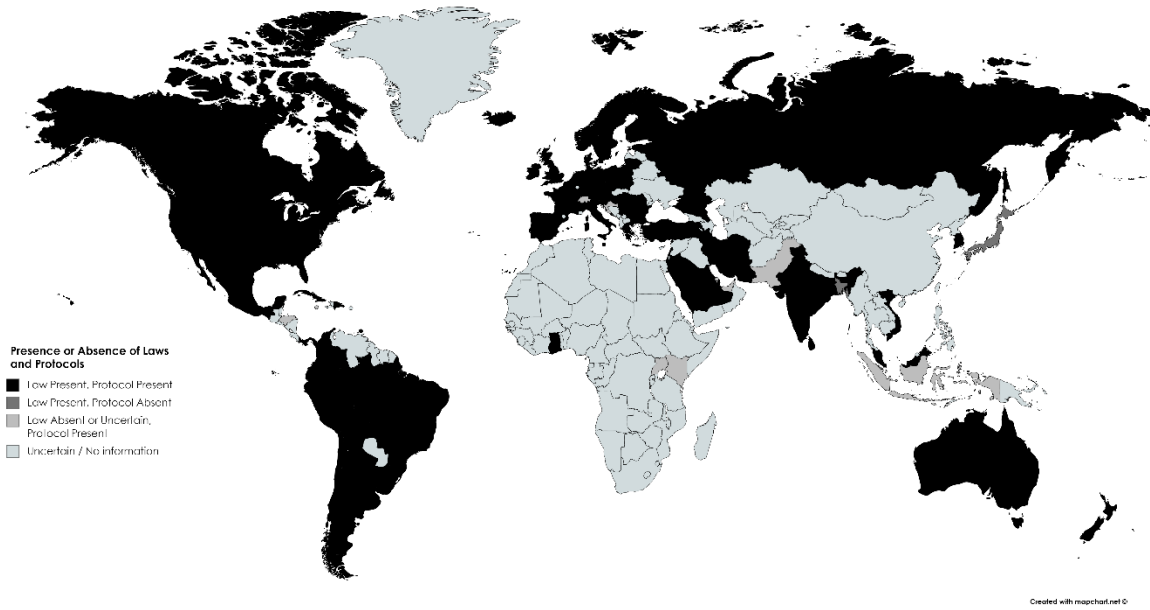 Presence or Absence of Laws
and Protocols
Law Present, Protocol Present
Law Present, Protocol Absent
Law Absent or Uncertain,
Protocol Present
Uncertain / No information
Created with mapchart.net ©